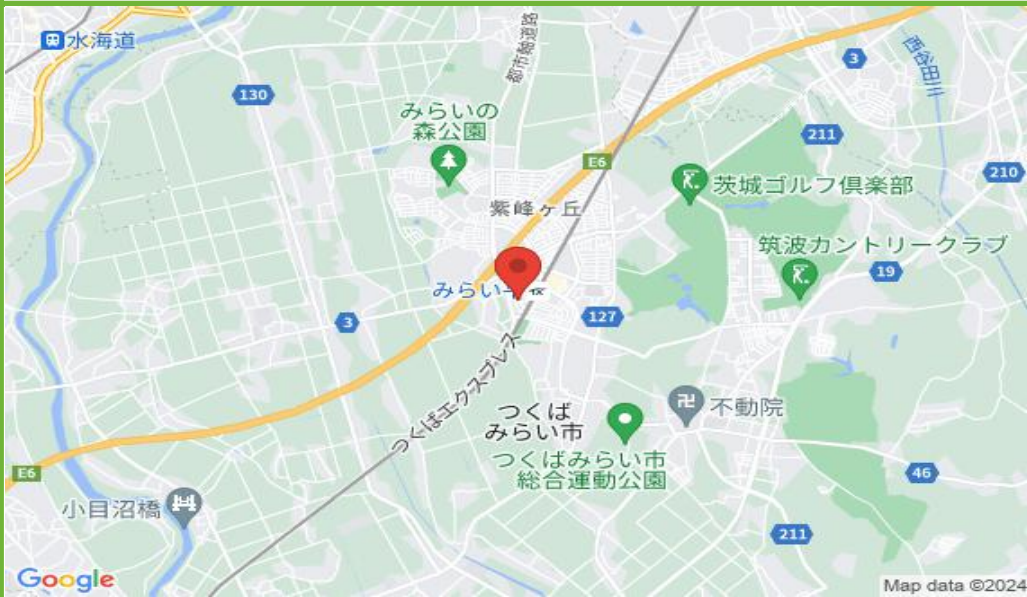 水海道
都市軸道路
西谷田川
3
130
みらいの
森公園
211
E6
210
茨城ゴルフ倶楽部
紫峰ヶ丘
筑波カントリークラブ
19
みらい平
3
127
つくばエクスプレス
つくば
みらい市
不動院
つくばみらい市
総合運動公園
E6
46
小目沼橋
211
Google
Map data ©2024